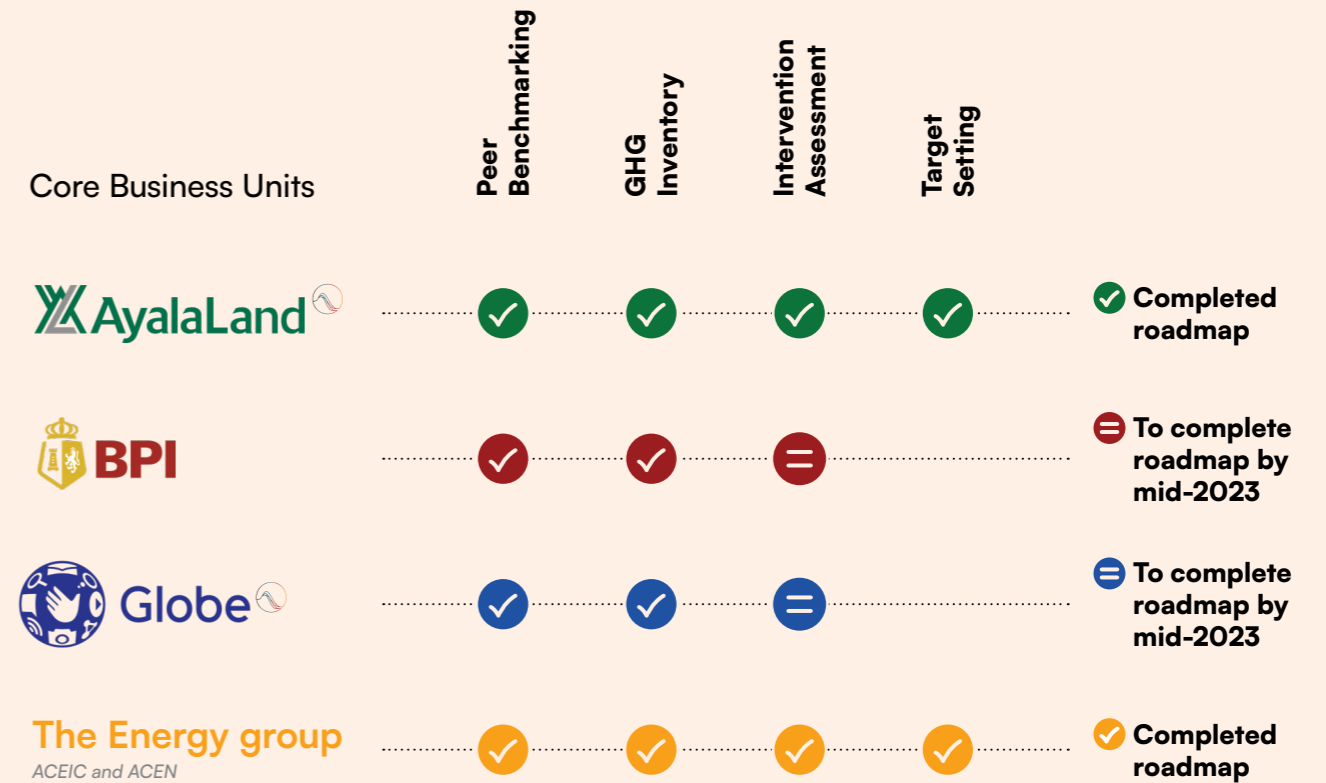 Peer
Benchmarking
GHG
Inventory
Intervention
Assessment
Target
Setting
Core Business Units
AyalaLand
Completed
roadmap
BPI
To complete
roadmap by
mid-2023
Globe
To complete
roadmap by
mid-2023
The Energy group
ACEIC and ACEN
Completed
roadmap